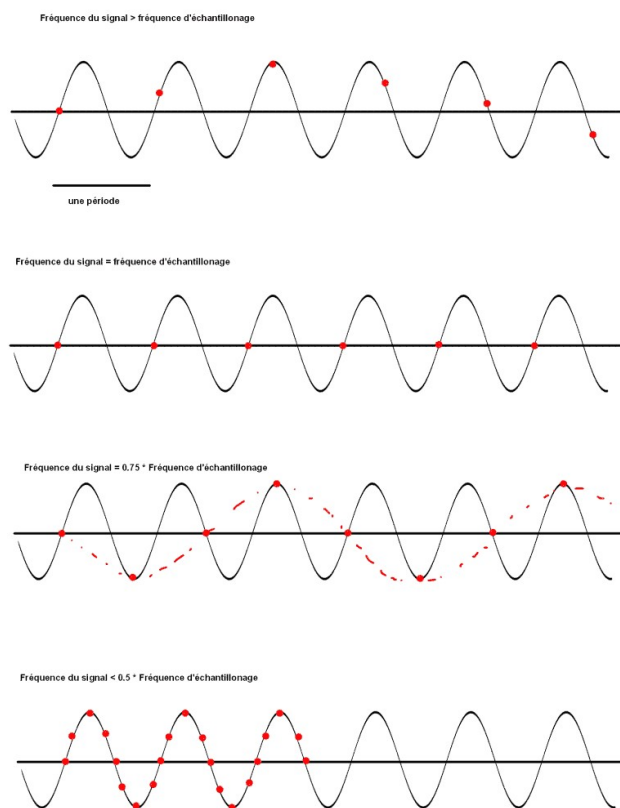 Fréquence du signal > fréquence d'échantillonage
une période
Fréquence du signal = fréquence d'échantillonage
Fréquence du signal = 0.75 * Fréquence d'échantillonage
Fréquence du signal < 0.5 * Fréquence d'échantillonage